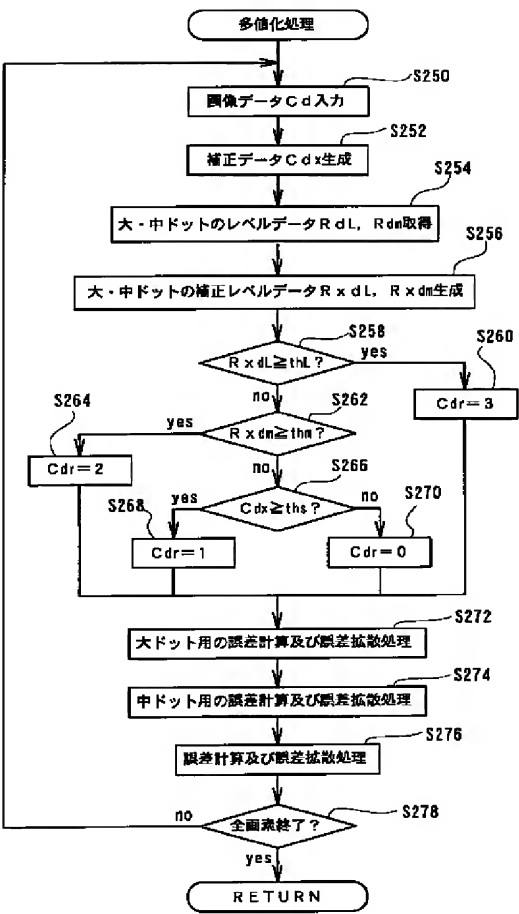 多値化処理
S250
画像データCd入力
S252
補正データCdx生成
S254
大・中ドットのレベルデータRdL，Rdm取得
S256
大・中ドットの補正レベルデータRxdL，Rxdm生成
S258
RxdL≧thL？
yes
S260
Cdr＝3
no
S262
Rxdm≧thm？
yes
S264
Cdr＝2
no
S266
Cdx≧ths？
yes
S268
Cdr＝1
no
S270
Cdr＝0
S272
大ドット用の誤差計算及び誤差拡散処理
S274
中ドット用の誤差計算及び誤差拡散処理
S276
誤差計算及び誤差拡散処理
S278
全画素終了？
no
yes
RETURN